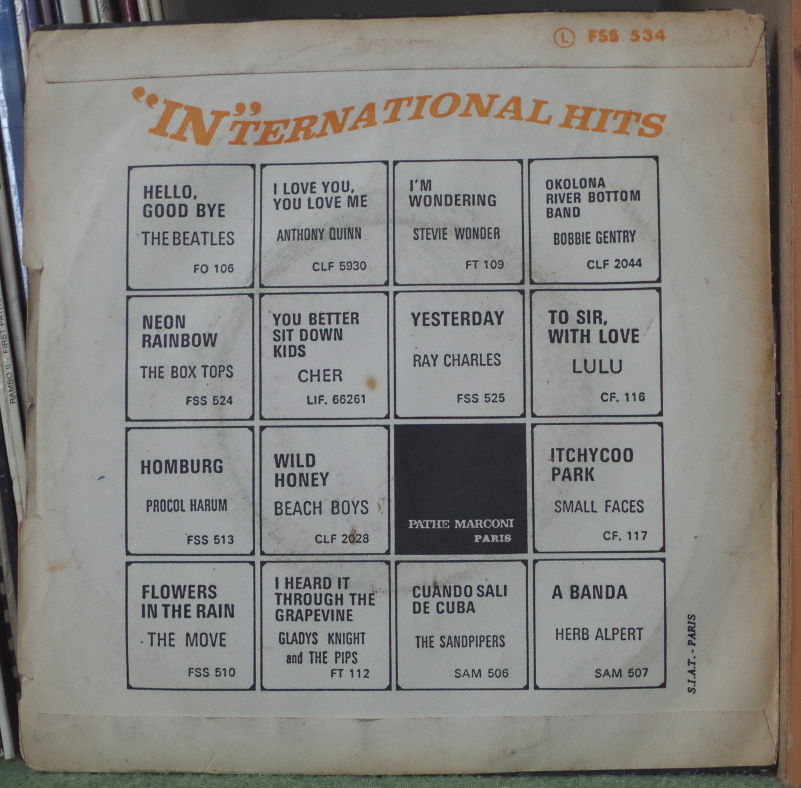 Ⓛ FSS 534
"IN"TERNATIONAL HITS
HELLO,
GOOD BYE
THE BEATLES
FO 106
I LOVE YOU,
YOU LOVE ME
ANTHONY QUINN
CLF 5930
I'M
WONDERING
STEVIE WONDER
FT 109
OKOLONA
RIVER BOTTOM
BAND
BOBBIE GENTRY
CLF 2044
NEON
RAINBOW
THE BOX TOPS
FSS 524
YOU BETTER
SIT DOWN
KIDS
CHER
LIF. 66261
YESTERDAY
RAY CHARLES
FSS 525
TO SIR,
WITH LOVE
LULU
CF. 116
HOMBURG
PROCOL HARUM
FSS 513
WILD
HONEY
BEACH BOYS
CLF 2028
PATHE MARCONI
PARIS
ITCHYCOO
PARK
SMALL FACES
CF. 117
FLOWERS
IN THE RAIN
THE MOVE
FSS 510
I HEARD IT
THROUGH THE
GRAPEVINE
GLADYS KNIGHT
and THE PIPS
FT 112
CUANDO SALI
DE CUBA
THE SANDPIPERS
SAM 506
A BANDA
HERB ALPERT
SAM 507
S.I.A.T. - PARIS
RAMBO II - FIRST